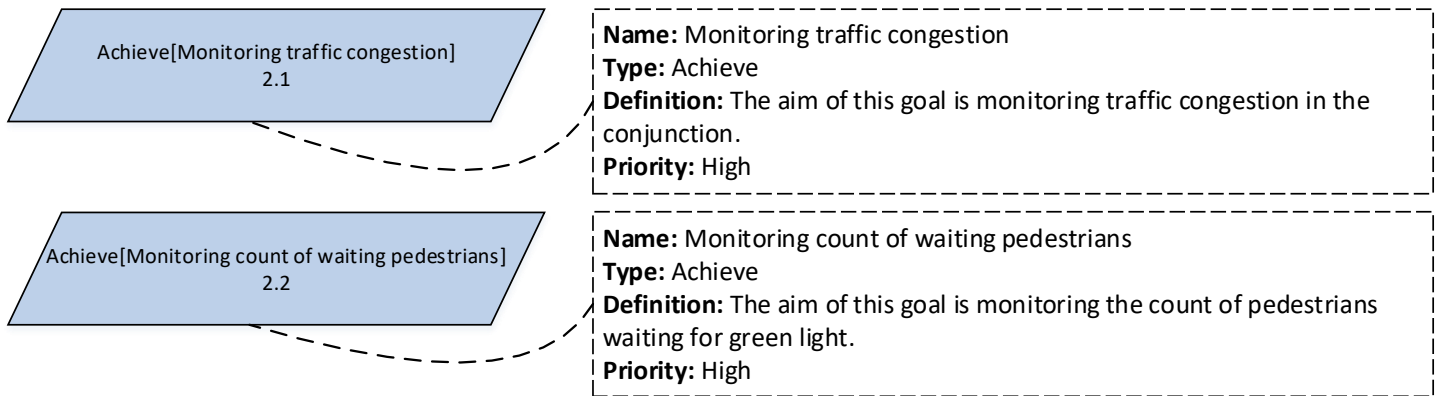 Achieve[Monitoring traffic congestion]
2.1
Name: Monitoring traffic congestion
Type: Achieve
Definition: The aim of this goal is monitoring traffic congestion in the
conjunction.
Priority: High
Achieve[Monitoring count of waiting pedestrians]
2.2
Name: Monitoring count of waiting pedestrians
Type: Achieve
Definition: The aim of this goal is monitoring the count of pedestrians
waiting for green light.
Priority: High